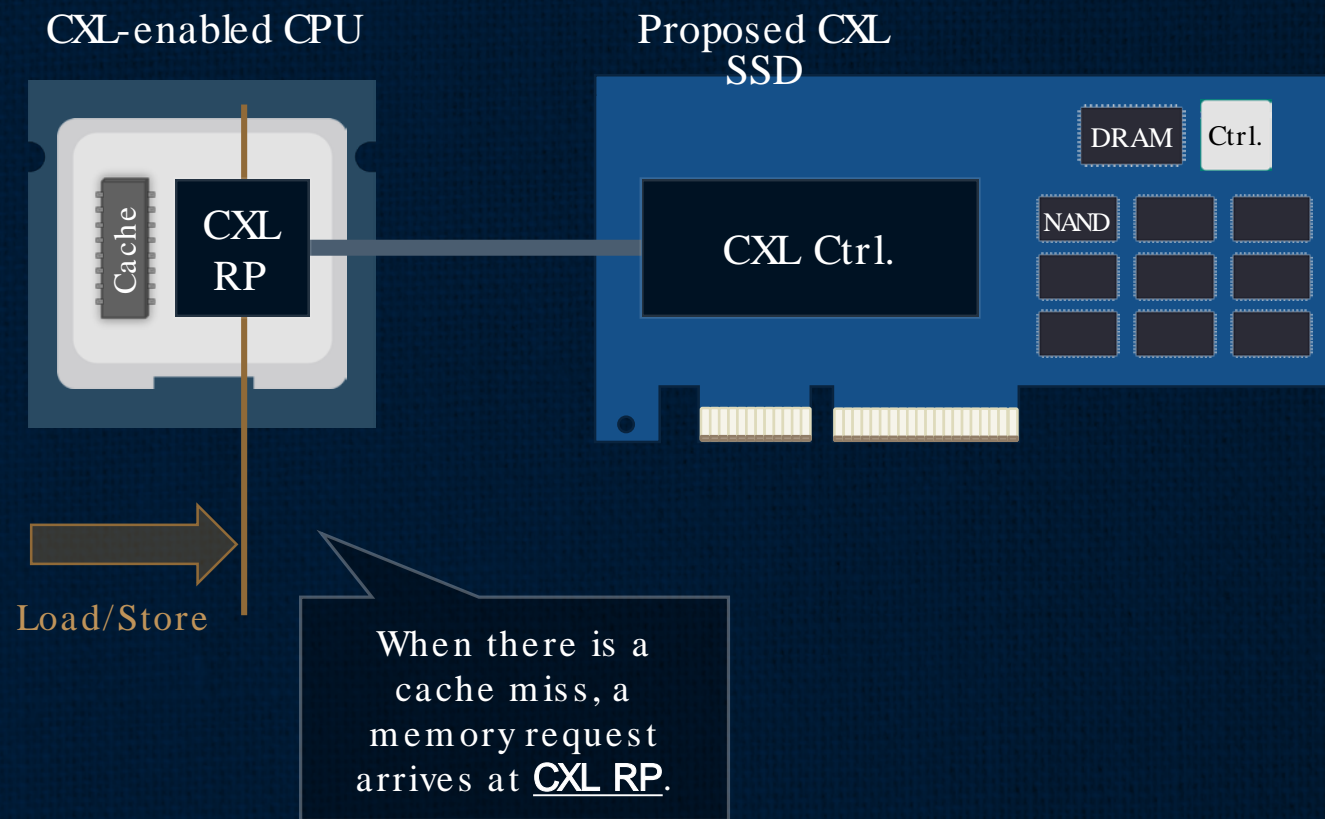 CXL-enabled CPU
Proposed CXL
SSD
Cache
CXL
RP
CXL Ctrl.
DRAM
Ctrl.
NAND
Load/Store
When there is a
cache miss, a
memory request
arrives at CXL RP.